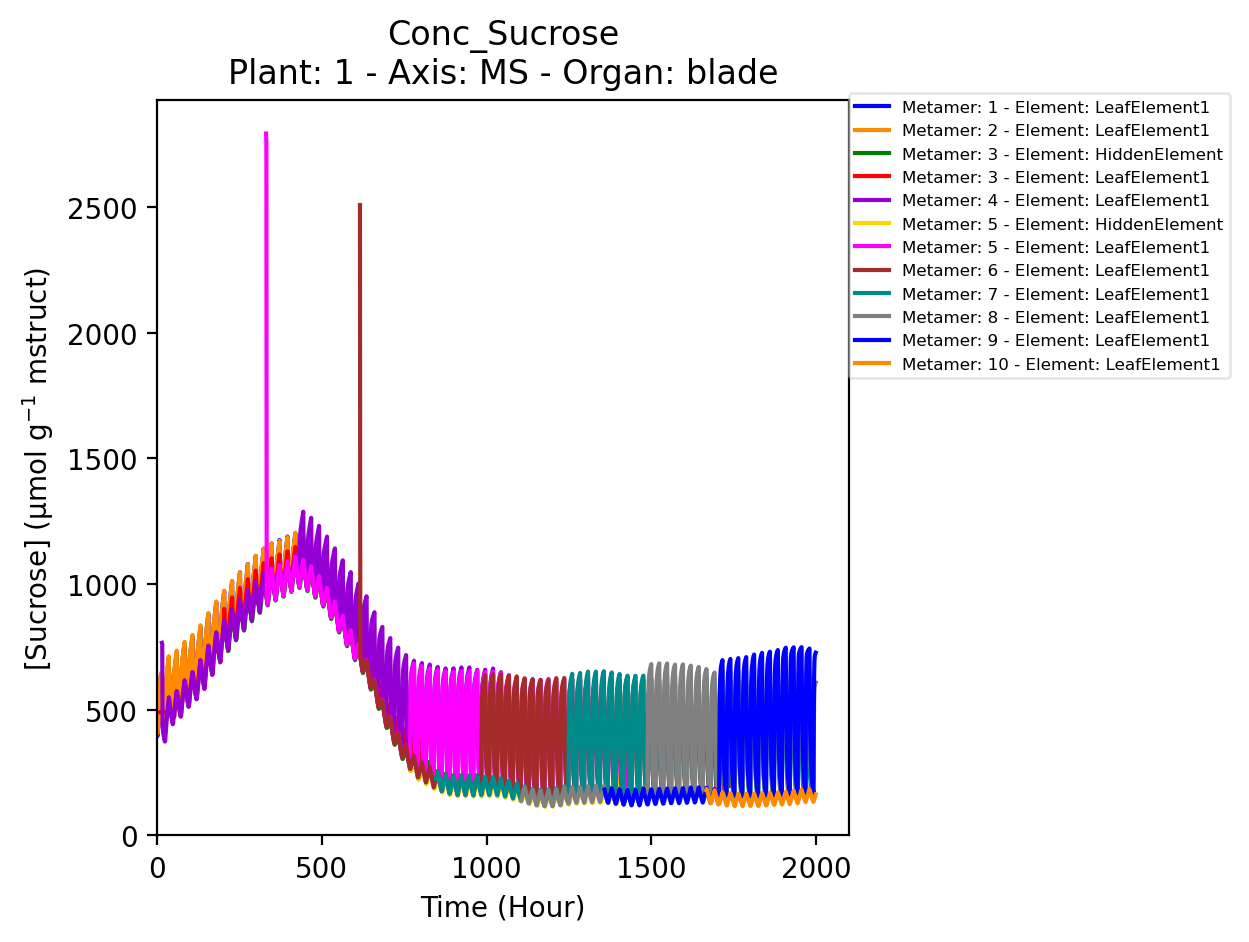 Conc_Sucrose
Plant: 1 - Axis: MS - Organ: blade
Metamer: 1 - Element: LeafElement1
Metamer: 2 - Element: LeafElement1
Metamer: 3 - Element: HiddenElement
Metamer: 3 - Element: LeafElement1
Metamer: 4 - Element: LeafElement1
Metamer: 5 - Element: HiddenElement
Metamer: 5 - Element: LeafElement1
Metamer: 6 - Element: LeafElement1
Metamer: 7 - Element: LeafElement1
Metamer: 8 - Element: LeafElement1
Metamer: 9 - Element: LeafElement1
Metamer: 10 - Element: LeafElement1
[Sucrose] (µmol g⁻¹ mstruct)
2500
2000
1500
1000
500
0
0 500 1000 1500 2000
Time (Hour)